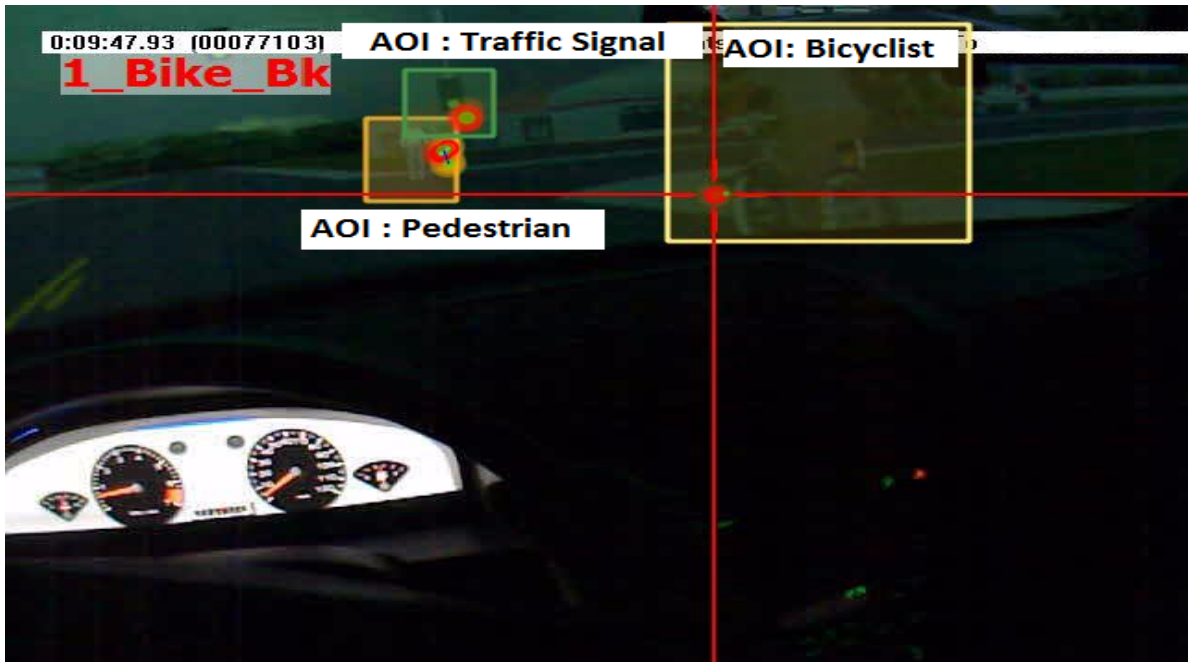 0:09:47.93 (00077103)
AOI : Traffic Signal
AOI: Bicyclist
1_Bike_Bk
AOI : Pedestrian